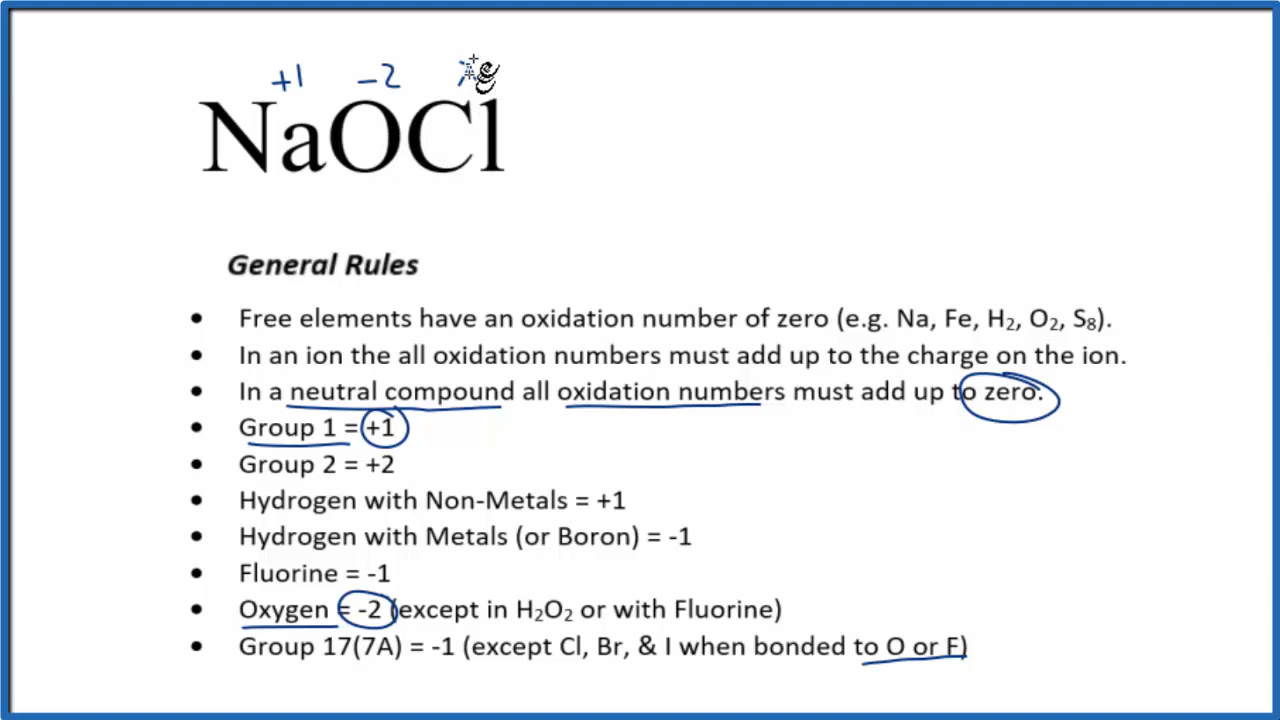 +1 -2
NaOCl
General Rules
• Free elements have an oxidation number of zero (e.g. Na, Fe, H₂, O₂, S₈).
• In an ion the all oxidation numbers must add up to the charge on the ion.
• In a neutral compound all oxidation numbers must add up to zero.
• Group 1 = +1
• Group 2 = +2
• Hydrogen with Non-Metals = +1
• Hydrogen with Metals (or Boron) = -1
• Fluorine = -1
• Oxygen = -2 (except in H₂O₂ or with Fluorine)
• Group 17(7A) = -1 (except Cl, Br, & I when bonded to O or F)